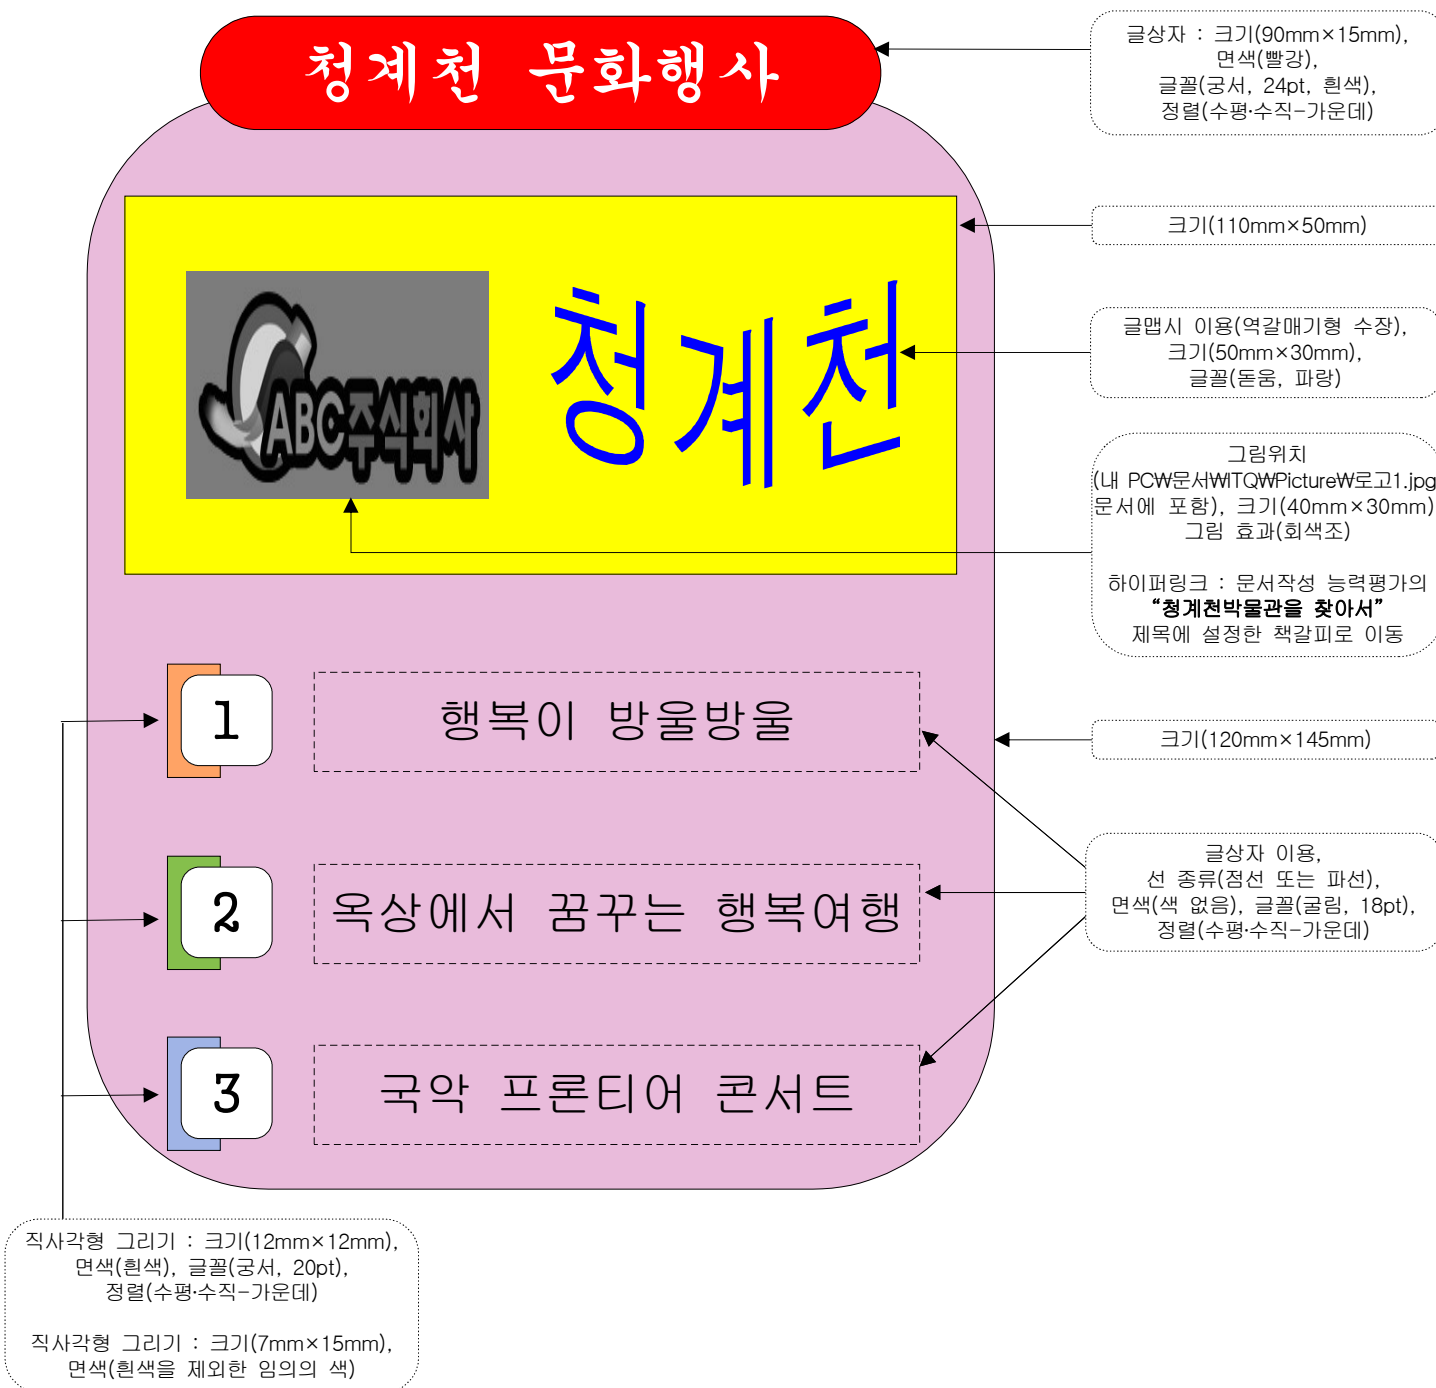 청계천 문화행사
글상자 : 크기(90mm×15mm),
면색(빨강),
글꼴(궁서, 24pt, 흰색),
정렬(수평·수직-가운데)
크기(110mm×50mm)
ABC주식회사
청계천
글맵시 이용(역갈매기형 수장),
크기(50mm×30mm),
글꼴(돋움, 파랑)
그림위치
(내 PC₩문서₩ITQ₩Picture₩로고1.jpg
문서에 포함), 크기(40mm×30mm)
그림 효과(회색조)
하이퍼링크 : 문서작성 능력평가의
“청계천박물관을 찾아서”
제목에 설정한 책갈피로 이동
1 행복이 방울방울
크기(120mm×145mm)
2 옥상에서 꿈꾸는 행복여행
글상자 이용,
선 종류(점선 또는 파선),
면색(색 없음), 글꼴(굴림, 18pt),
정렬(수평·수직-가운데)
3 국악 프론티어 콘서트
직사각형 그리기 : 크기(12mm×12mm),
면색(흰색), 글꼴(궁서, 20pt),
정렬(수평·수직-가운데)
직사각형 그리기 : 크기(7mm×15mm),
면색(흰색을 제외한 임의의 색)